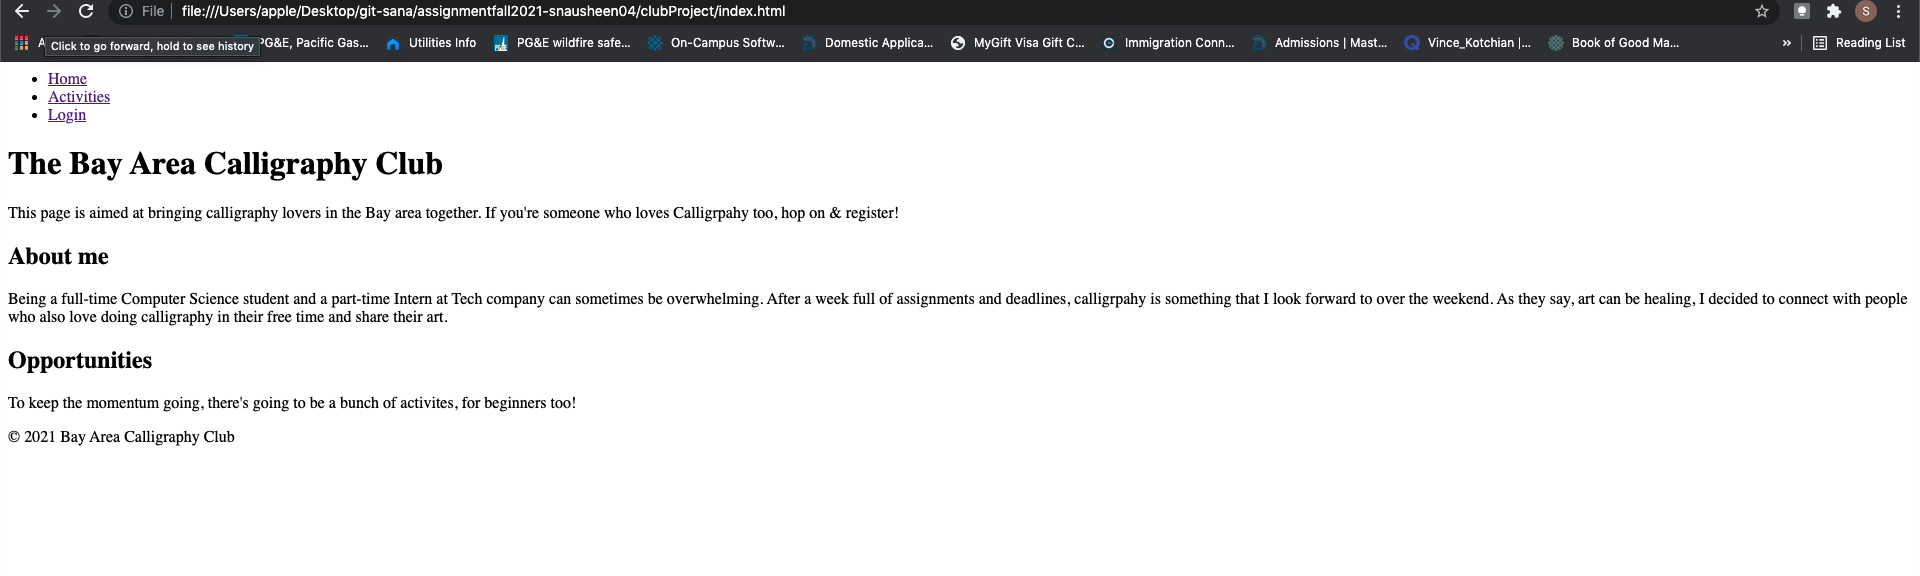 File | file:///Users/apple/Desktop/git-sana/assignmentfall2021-snausheen04/clubProject/index.html S
Click to go forward, hold to see history PG&E, Pacific Gas... Utilities Info PG&E wildfire safe... On-Campus Softw... Domestic Applica... MyGift Visa Gift C... Immigration Conn... Admissions | Mast... Vince_Kotchian |... Book of Good Ma... » Reading List
• Home
• Activities
• Login
The Bay Area Calligraphy Club
This page is aimed at bringing calligraphy lovers in the Bay area together. If you're someone who loves Calligrpahy too, hop on & register!
About me
Being a full-time Computer Science student and a part-time Intern at Tech company can sometimes be overwhelming. After a week full of assignments and deadlines, calligrpahy is something that I look forward to over the weekend. As they say, art can be healing, I decided to connect with people
who also love doing calligraphy in their free time and share their art.
Opportunities
To keep the momentum going, there's going to be a bunch of activites, for beginners too!
© 2021 Bay Area Calligraphy Club